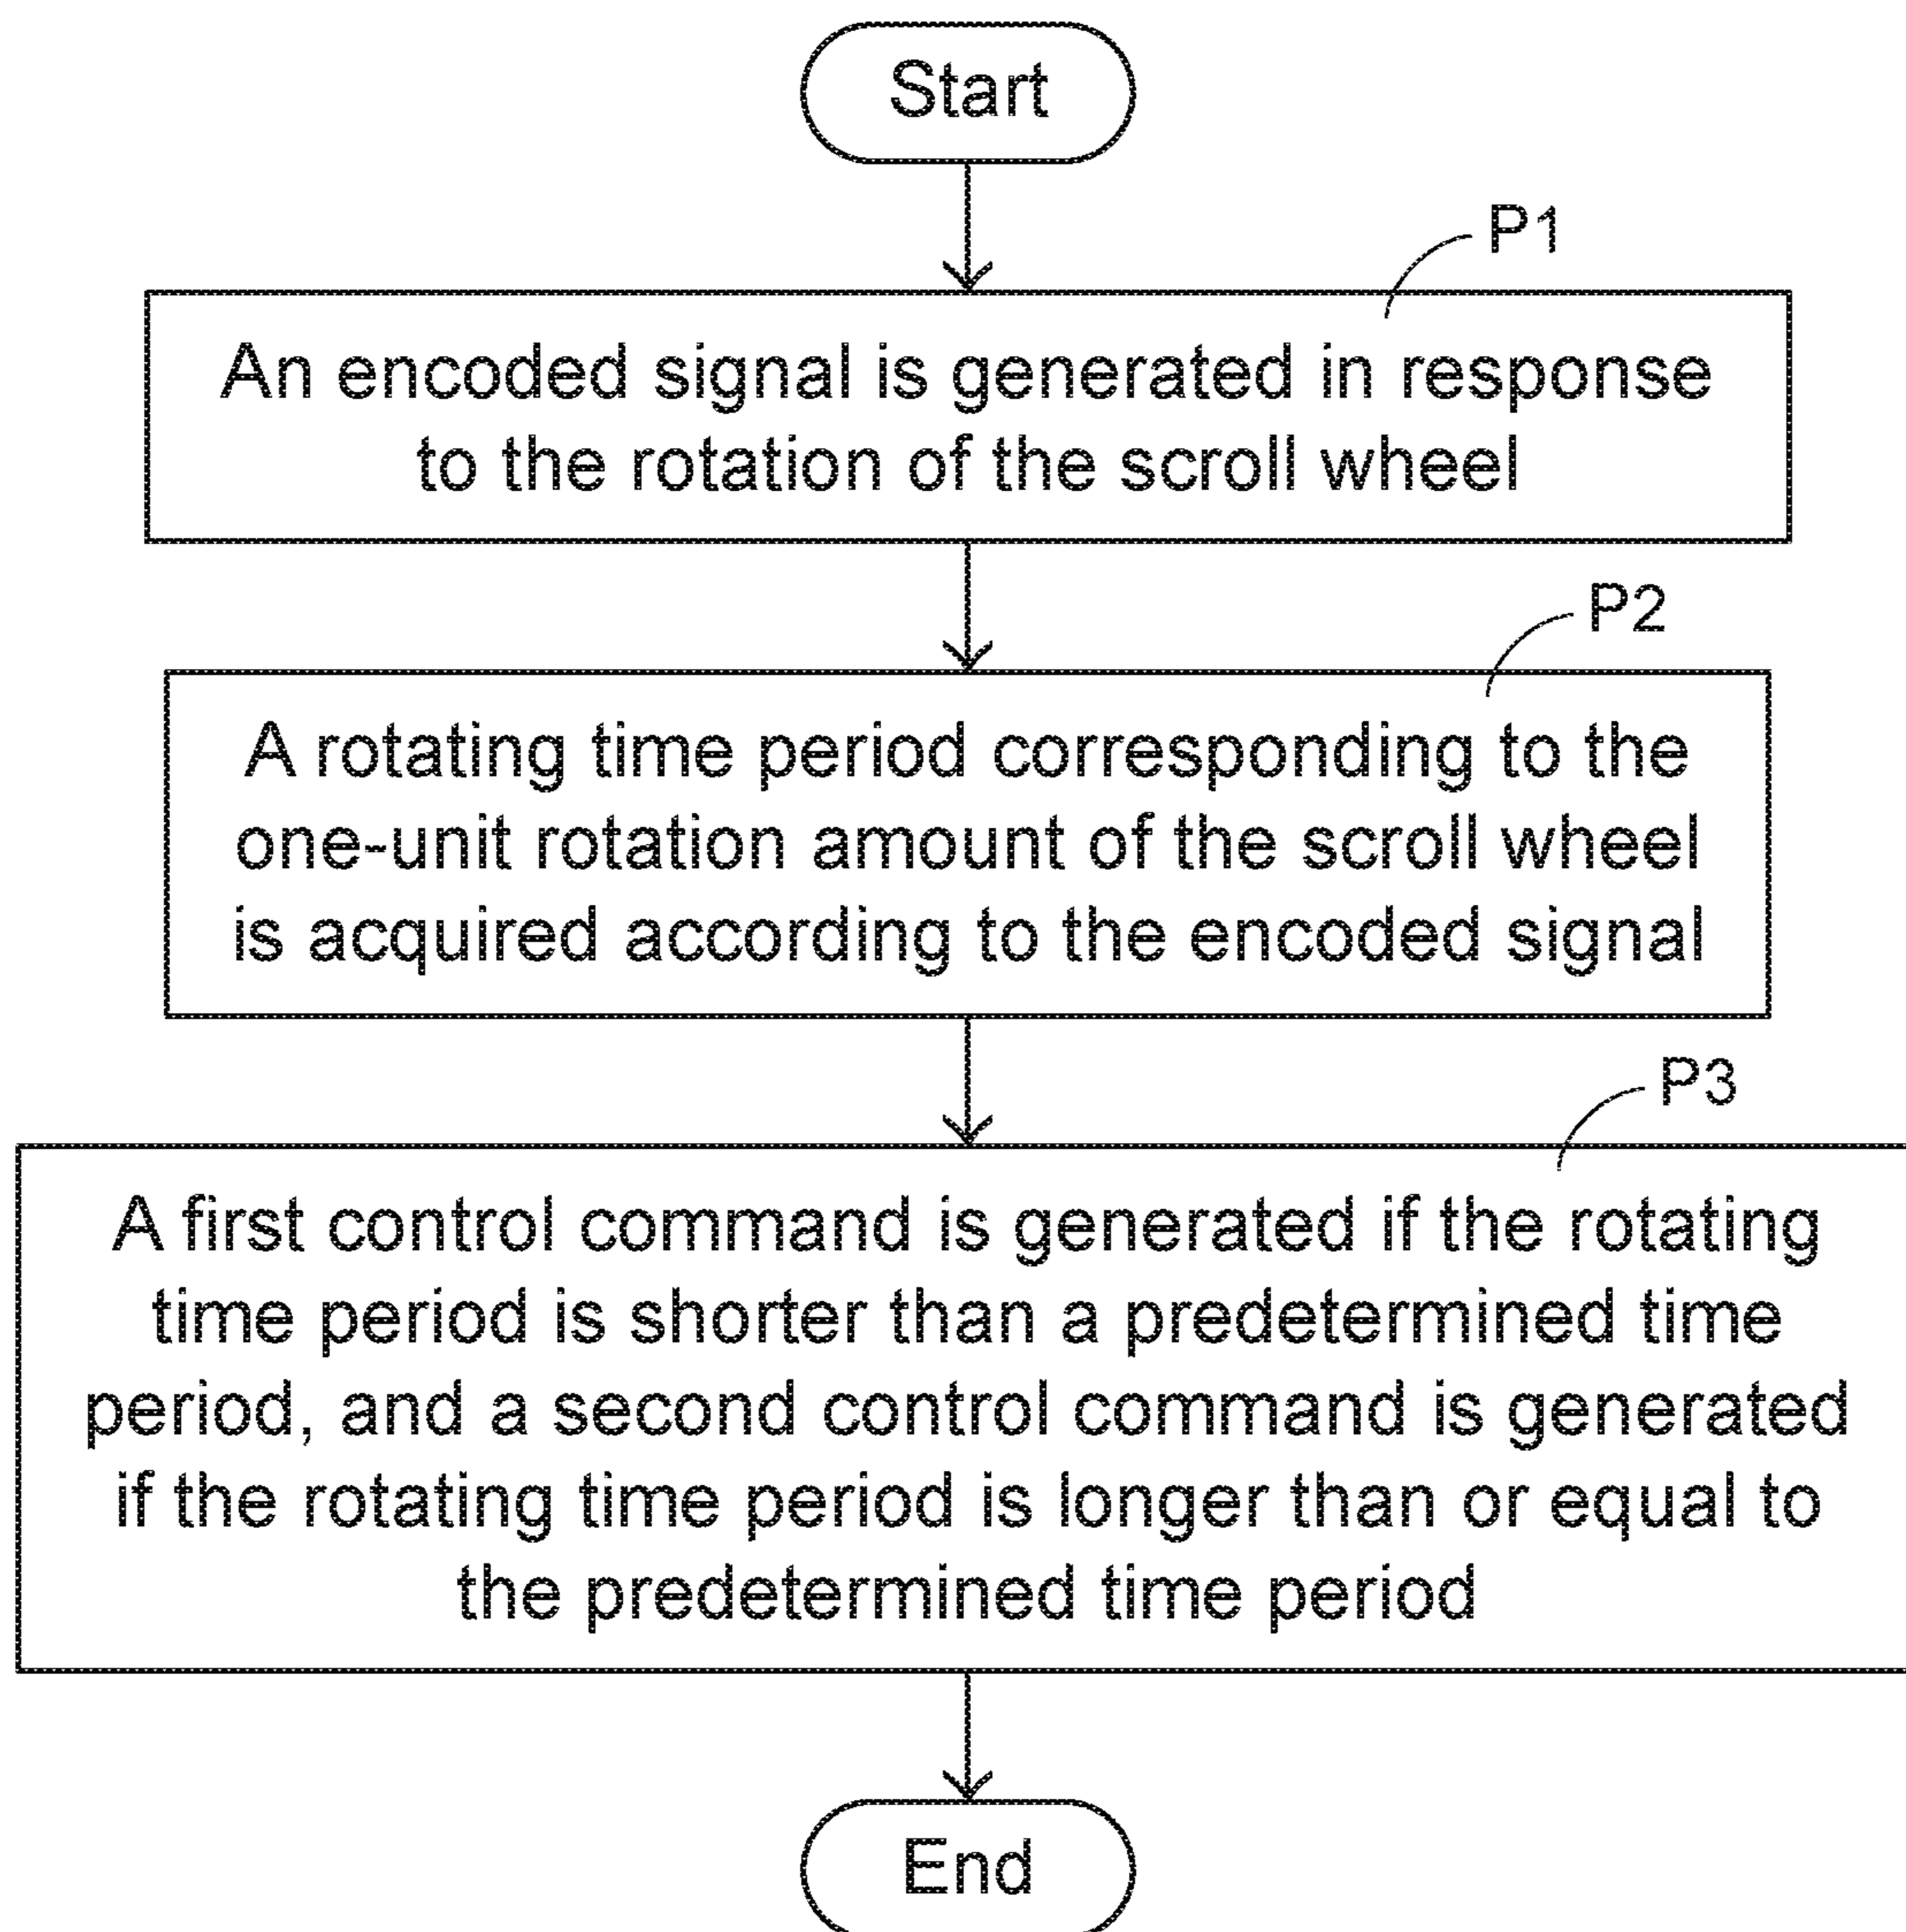 Start
P1
An encoded signal is generated in response
to the rotation of the scroll wheel
P2
A rotating time period corresponding to the
one-unit rotation amount of the scroll wheel
is acquired according to the encoded signal
P3
A first control command is generated if the rotating
time period is shorter than a predetermined time
period, and a second control command is generated
if the rotating time period is longer than or equal to
the predetermined time period
End